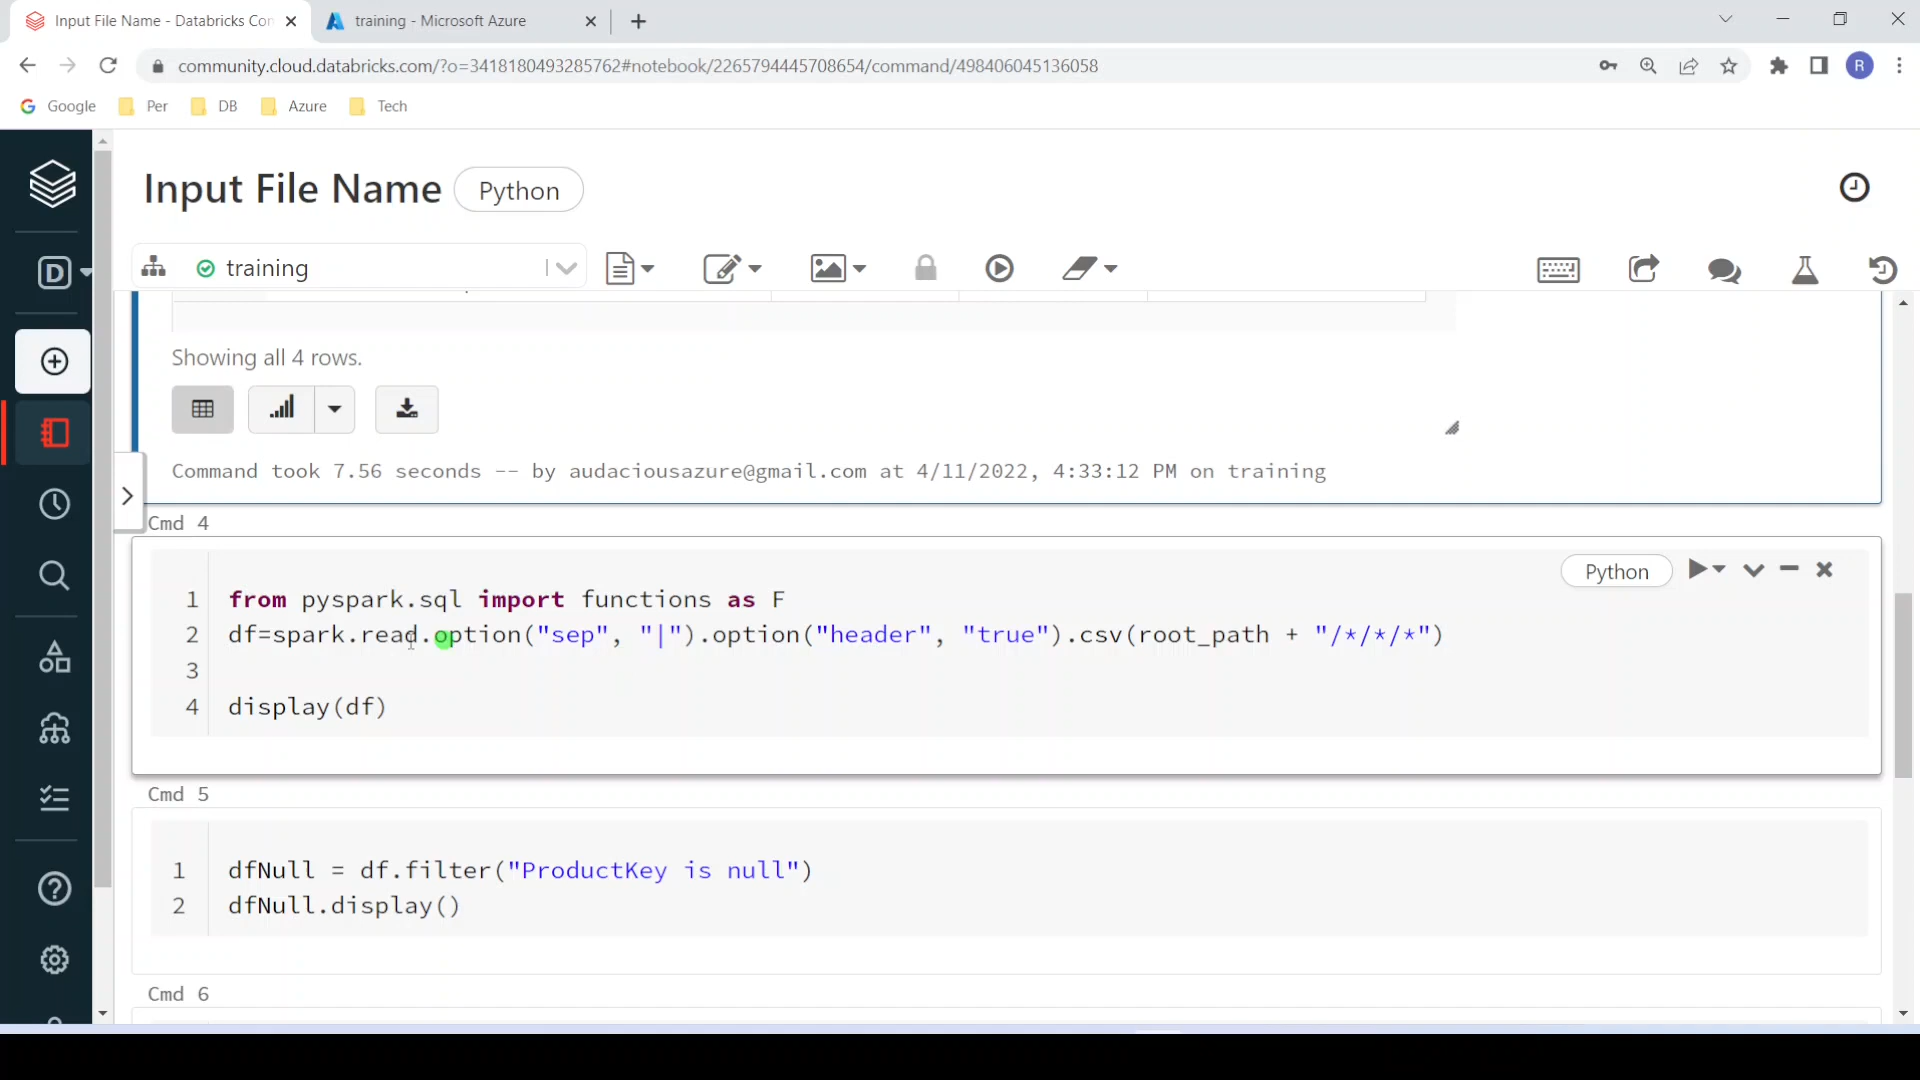 Input File Name - Databricks Con
training - Microsoft Azure
community.cloud.databricks.com/?o=3418180493285762#notebook/2265794445708654/command/498406045136058
R
Google Per DB Azure Tech
Input File Name Python
D
training
Showing all 4 rows.
Command took 7.56 seconds -- by audaciousazure@gmail.com at 4/11/2022, 4:33:12 PM on training
Cmd 4
Python
1 from pyspark.sql import functions as F
2 df=spark.read.option("sep", "|").option("header", "true").csv(root_path + "/*/*/*")
3
4 display(df)
Cmd 5
1 dfNull = df.filter("ProductKey is null")
2 dfNull.display()
Cmd 6